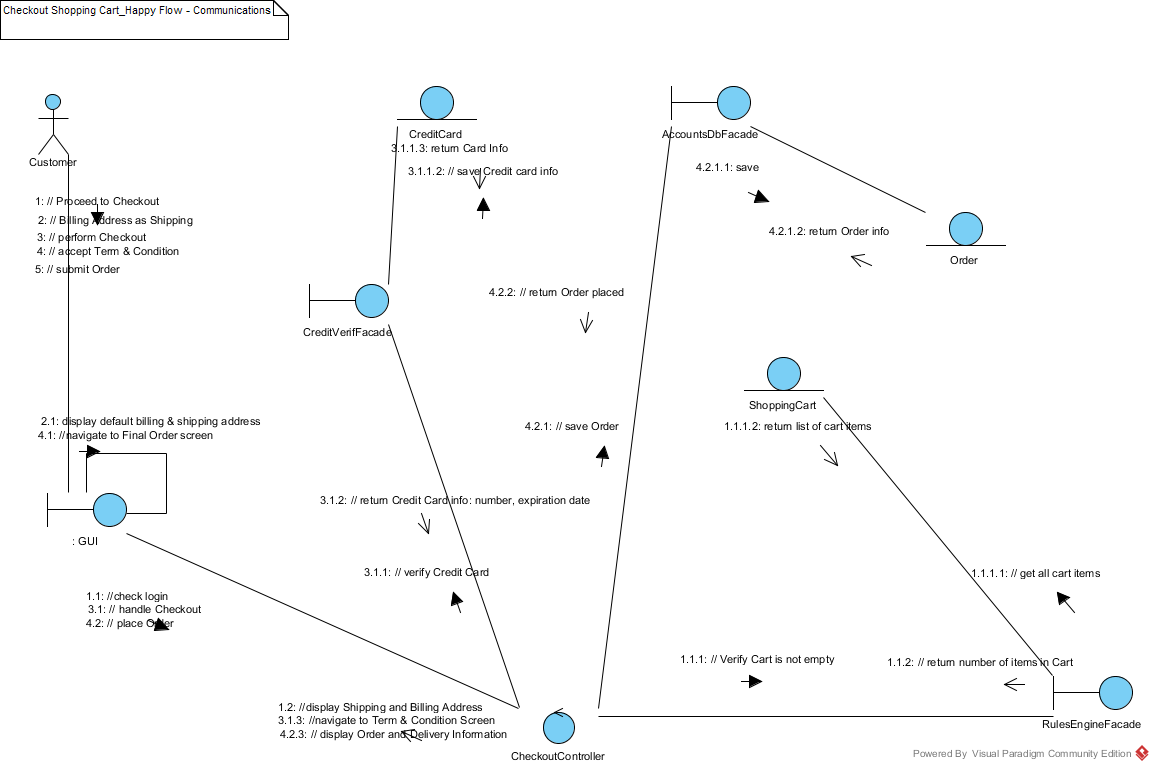 Checkout Shopping Cart_Happy Flow - Communications
Customer
CreditCard
AccountsDbFacade
3.1.1.3: return Card Info
3.1.1.2: // save Credit card info
4.2.1.1: save
1: // Proceed to Checkout
2: // Billing Address as Shipping
3: // perform Checkout
4: // accept Term & Condition
5: // submit Order
4.2.1.2: return Order info
Order
4.2.2: // return Order placed
CreditVerifFacade
ShoppingCart
1.1.1.2: return list of cart items
2.1: display default billing & shipping address
4.1: //navigate to Final Order screen
4.2.1: // save Order
3.1.2: // return Credit Card info: number, expiration date
: GUI
3.1.1: // verify Credit Card
1.1.1.1: // get all cart items
1.1: //check login
3.1: // handle Checkout
4.2: // place Order
1.1.1: // Verify Cart is not empty
1.1.2: // return number of items in Cart
1.2: //display Shipping and Billing Address
3.1.3: //navigate to Term & Condition Screen
4.2.3: // display Order and Delivery Information
RulesEngineFacade
CheckoutController
Powered By Visual Paradigm Community Edition